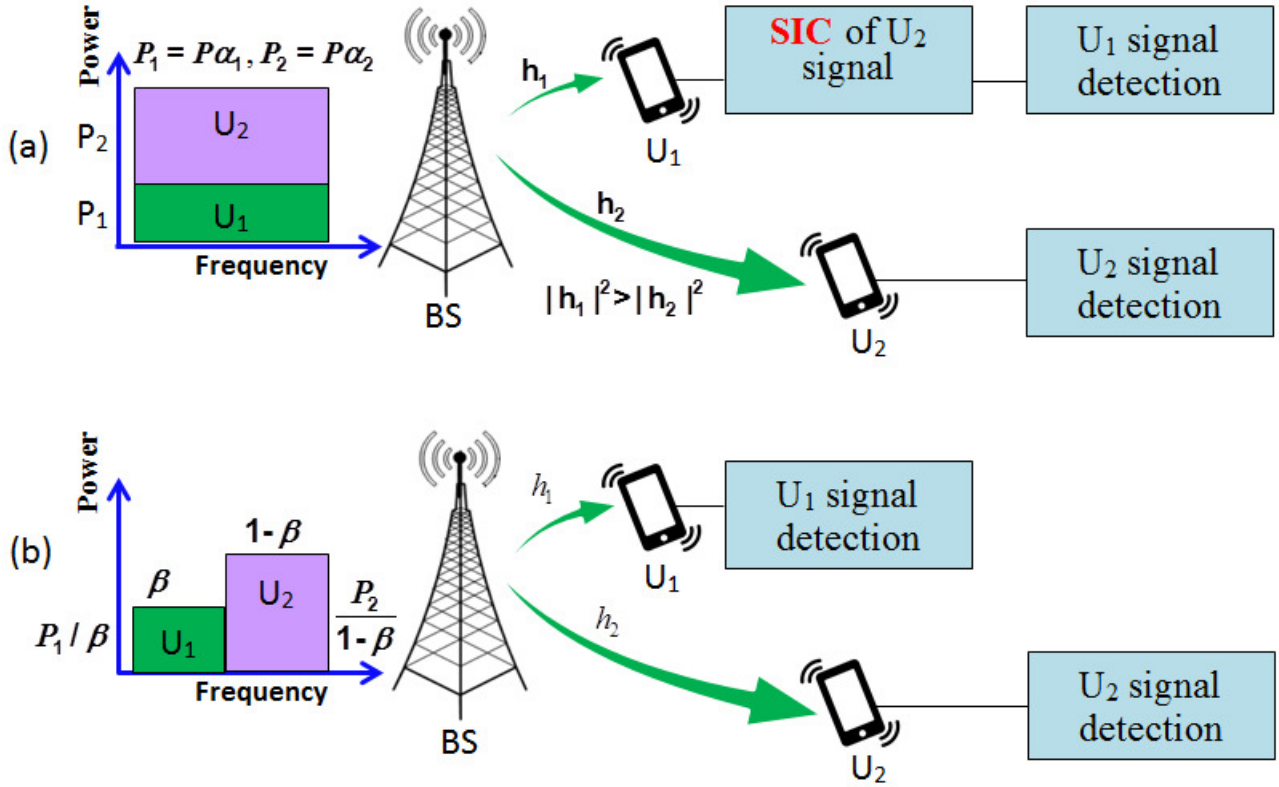 Power
P₁ = Pα₁, P₂ = Pα₂
(a)
P₂
U₂
P₁
U₁
Frequency
BS
h₁
U₁
SIC of U₂
signal
U₁ signal
detection
h₂
|h₁|²>|h₂|²
U₂
U₂ signal
detection
(b)
Power
1-β
β
P₁ / β
U₁
U₂
P₂
1-β
Frequency
BS
h₁
U₁
U₁ signal
detection
h₂
U₂
U₂ signal
detection